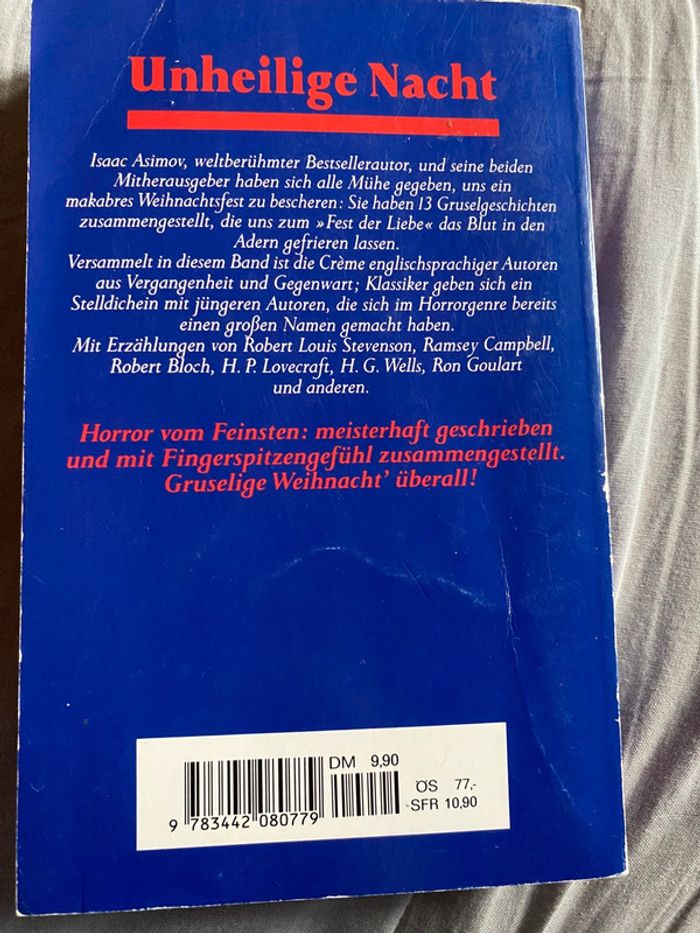 Unheilige Nacht
Isaac Asimov, weltberühmter Bestsellerautor, und seine beiden
Mitherausgeber haben sich alle Mühe gegeben, uns ein
makabres Weihnachtsfest zu bescheren: Sie haben 13 Gruselgeschichten
zusammengestellt, die uns zum »Fest der Liebe« das Blut in den
Adern gefrieren lassen.
Versammelt in diesem Band ist die Crème englischsprachiger Autoren
aus Vergangenheit und Gegenwart; Klassiker geben sich ein
Stelldichein mit jüngeren Autoren, die sich im Horrorgenre bereits
einen großen Namen gemacht haben.
Mit Erzählungen von Robert Louis Stevenson, Ramsey Campbell,
Robert Bloch, H. P. Lovecraft, H. G. Wells, Ron Goulart
und anderen.
Horror vom Feinsten: meisterhaft geschrieben
und mit Fingerspitzengefühl zusammengestellt.
Gruselige Weihnacht' überall!
DM 9,90
ÖS 77,-
SFR 10,90
9 783442 080779